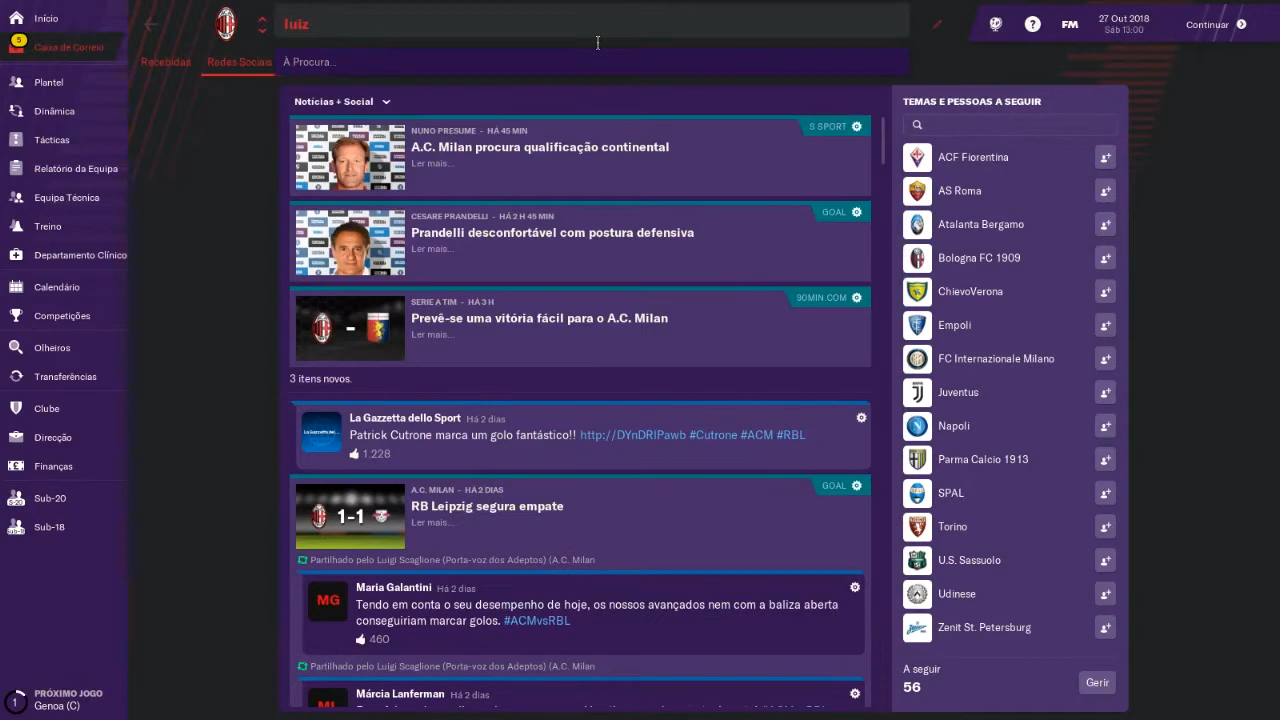 Início
luiz
FM
27 Out 2018
Sáb 13:00
Continuar
5
Caixa de Correio
Recebidas
Redes Sociais
À Procura...
Plantel
Dinâmica
Tácticas
Relatório da Equipa
Equipa Técnica
Treino
Departamento Clínico
Calendário
Competições
Olheiros
Transferências
Clube
Direcção
Finanças
Sub-20
Sub-18
PRÓXIMO JOGO
1
Genoa (C)
Notícias + Social
NUNO PRESUME - HÁ 45 MIN
S SPORT
A.C. Milan procura qualificação continental
Ler mais...
CESARE PRANDELLI - HÁ 2 H 45 MIN
GOAL
Prandelli desconfortável com postura defensiva
Ler mais...
SERIE A TIM - HÁ 3 H
90MIN.COM
Prevê-se uma vitória fácil para o A.C. Milan
Ler mais...
3 itens novos.
La Gazzetta dello Sport Há 2 dias
Patrick Cutrone marca um golo fantástico!! http://DYnDRIPawb #Cutrone #ACM #RBL
1.228
A.C. MILAN - HÁ 2 DIAS
GOAL
RB Leipzig segura empate
1-1
Ler mais...
Partilhado pelo Luigi Scaglione (Porta-voz dos Adeptos) (A.C. Milan
MG
Maria Galantini Há 2 dias
Tendo em conta o seu desempenho de hoje, os nossos avançados nem com a baliza aberta
conseguiriam marcar golos. #ACMvsRBL
460
Partilhado pelo Luigi Scaglione (Porta-voz dos Adeptos) (A.C. Milan
Márcia Lanferman Há 2 dias
TEMAS E PESSOAS A SEGUIR
ACF Fiorentina
AS Roma
Atalanta Bergamo
Bologna FC 1909
ChievoVerona
Empoli
FC Internazionale Milano
Juventus
Napoli
Parma Calcio 1913
SPAL
Torino
U.S. Sassuolo
Udinese
Zenit St. Petersburg
A seguir
56
Gerir